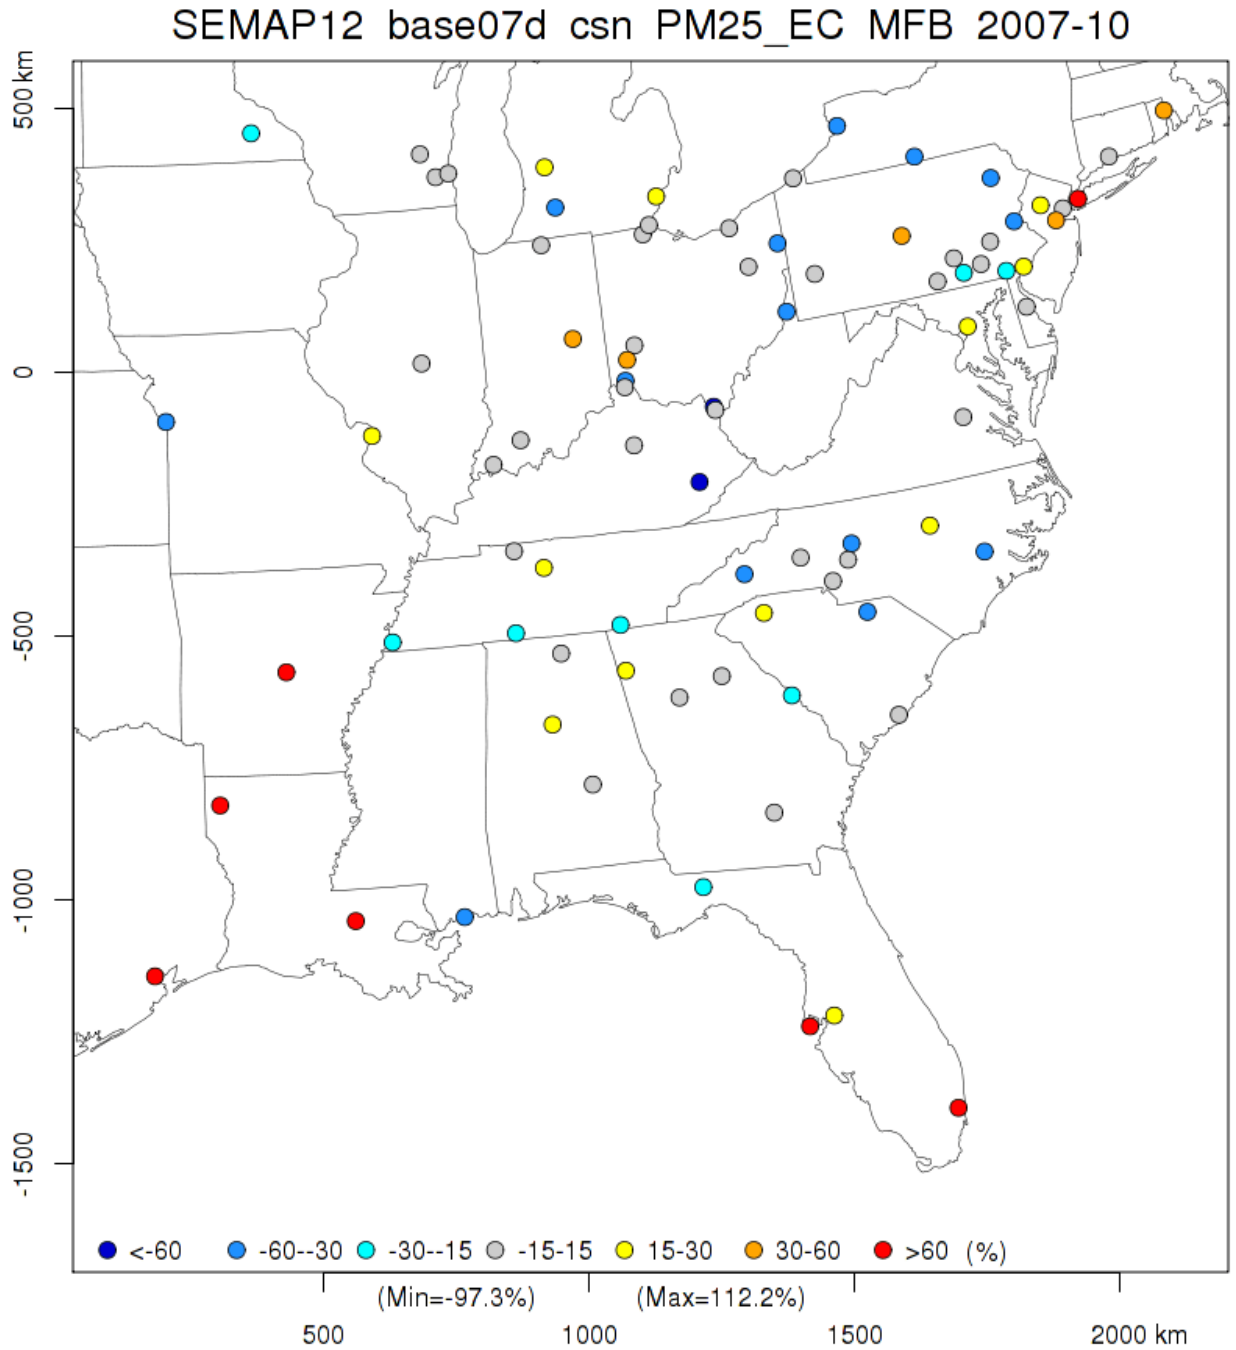 SEMAP12 base07d csn PM25_EC MFB 2007-10
500 km
0
-500
-1000
-1500
<-60 -60--30 -30--15 -15-15 15-30 30-60 >60 (%)
(Min=-97.3%) (Max=112.2%)
500 1000 1500 2000 km